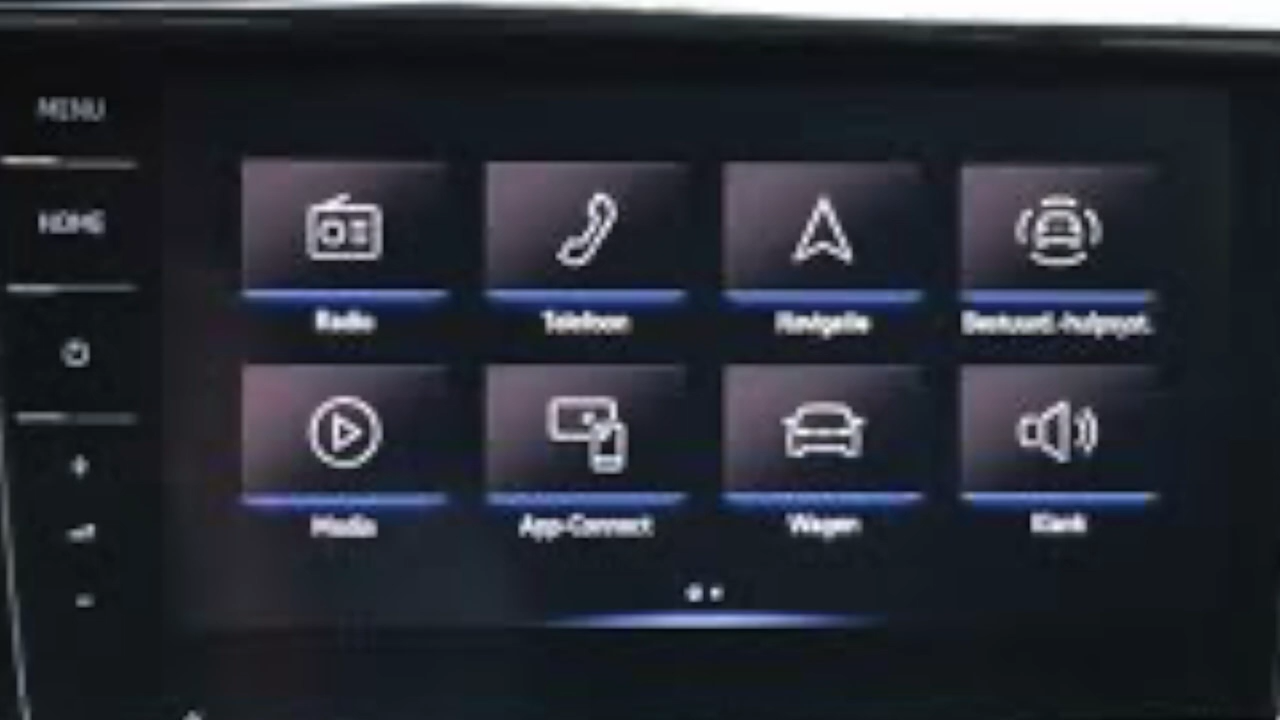 MENU
HOME
Radio
Telefoon
Navigatie
Bestuurd.-hulpsyst.
Media
App-Connect
Wagen
Klank